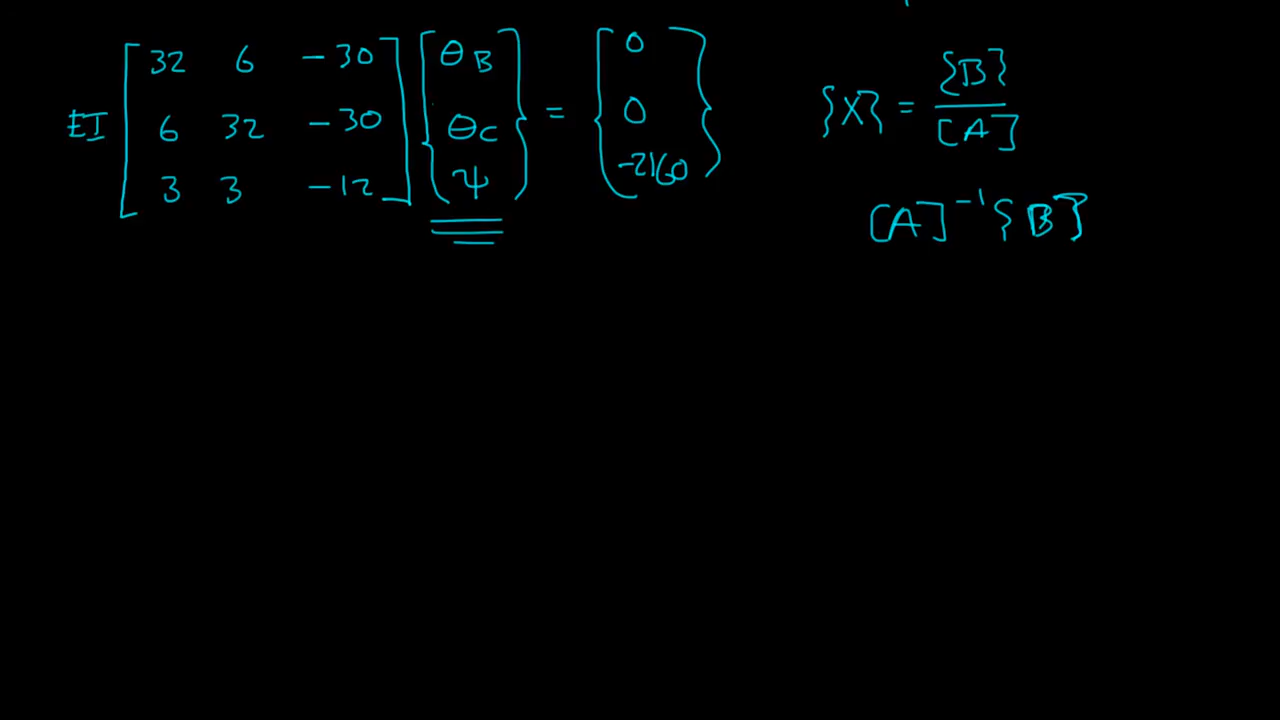 EI [32 6 -30] {θB} = {0}
[6 32 -30] {θC} {0}
[3 3 -12] {ψ} {-2160}
{X} = {B} / [A]
[A]⁻¹{B}